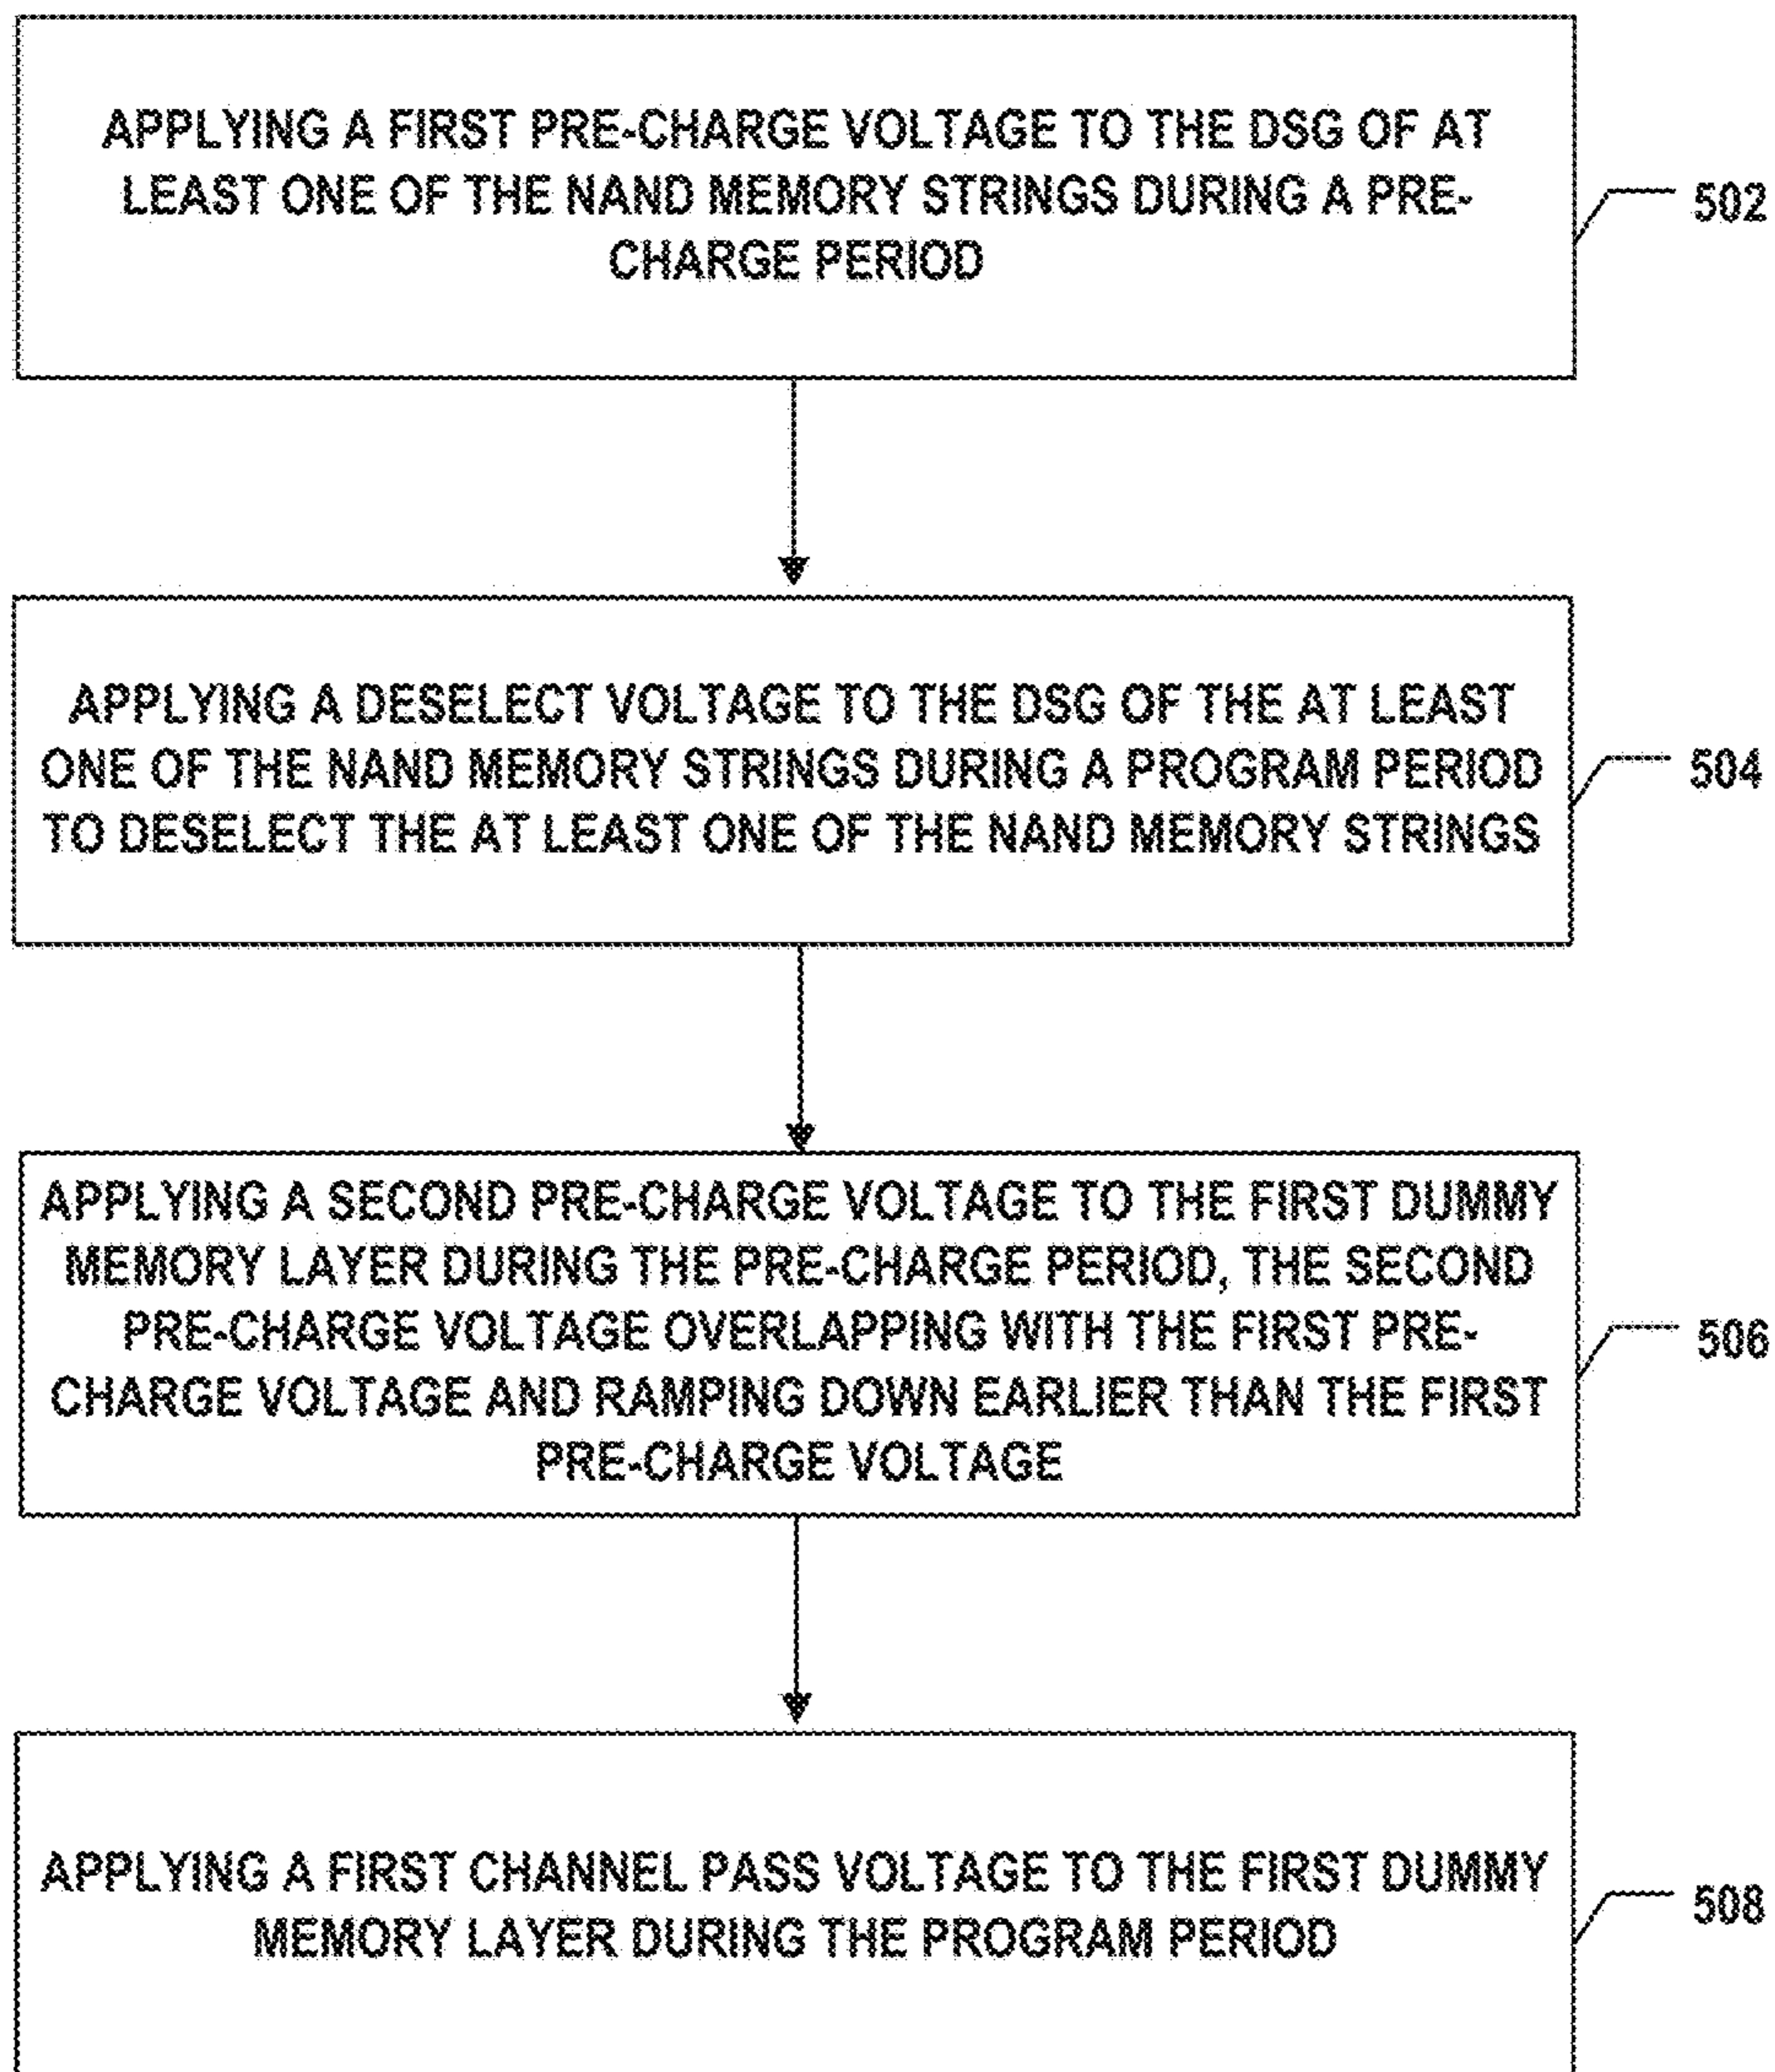 APPLYING A FIRST PRE-CHARGE VOLTAGE TO THE DSG OF AT
LEAST ONE OF THE NAND MEMORY STRINGS DURING A PRE-
CHARGE PERIOD
502
APPLYING A DESELECT VOLTAGE TO THE DSG OF THE AT LEAST
ONE OF THE NAND MEMORY STRINGS DURING A PROGRAM PERIOD
TO DESELECT THE AT LEAST ONE OF THE NAND MEMORY STRINGS
504
APPLYING A SECOND PRE-CHARGE VOLTAGE TO THE FIRST DUMMY
MEMORY LAYER DURING THE PRE-CHARGE PERIOD, THE SECOND
PRE-CHARGE VOLTAGE OVERLAPPING WITH THE FIRST PRE-
CHARGE VOLTAGE AND RAMPING DOWN EARLIER THAN THE FIRST
PRE-CHARGE VOLTAGE
506
APPLYING A FIRST CHANNEL PASS VOLTAGE TO THE FIRST DUMMY
MEMORY LAYER DURING THE PROGRAM PERIOD
508